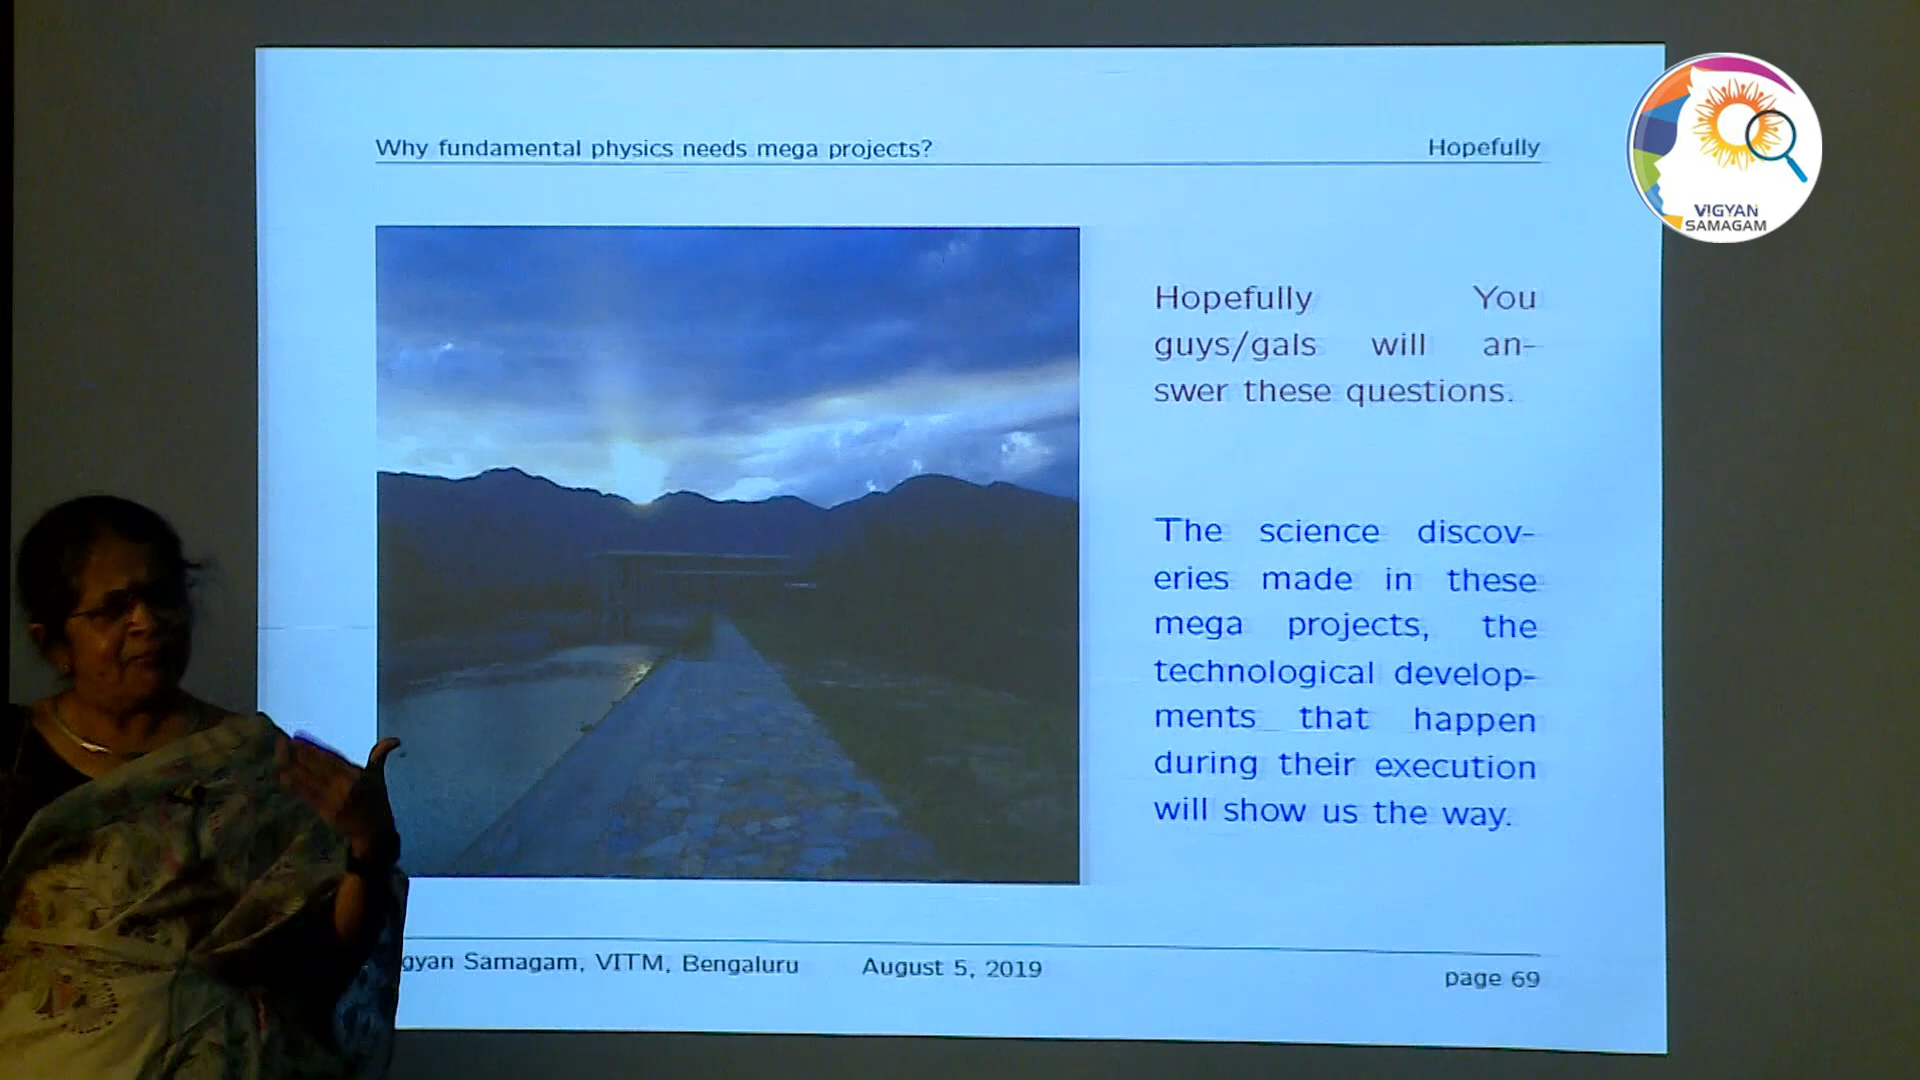 Why fundamental physics needs mega projects?
Hopefully
Hopefully You
guys/gals will an-
swer these questions.
The science discov-
eries made in these
mega projects, the
technological develop-
ments that happen
during their execution
will show us the way.
gyan Samagam, VITM, Bengaluru August 5, 2019
page 69
VIGYAN
SAMAGAM